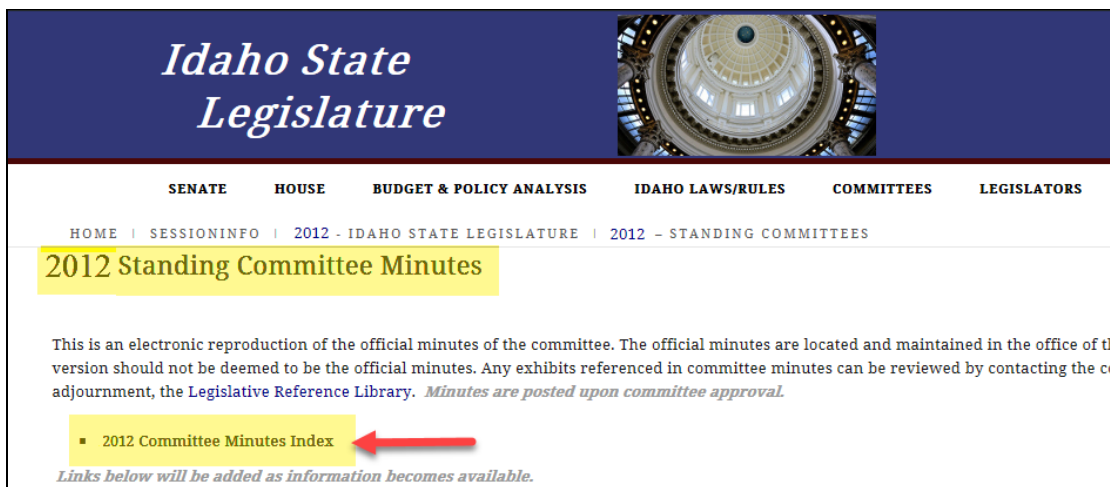 Idaho State
Legislature
SENATE HOUSE BUDGET & POLICY ANALYSIS IDAHO LAWS/RULES COMMITTEES LEGISLATORS
HOME | SESSIONINFO | 2012 - IDAHO STATE LEGISLATURE | 2012 – STANDING COMMITTEES
2012 Standing Committee Minutes
This is an electronic reproduction of the official minutes of the committee. The official minutes are located and maintained in the office of
version should not be deemed to be the official minutes. Any exhibits referenced in committee minutes can be reviewed by contacting the
adjournment, the Legislative Reference Library. Minutes are posted upon committee approval.
▪ 2012 Committee Minutes Index
Links below will be added as information becomes available.